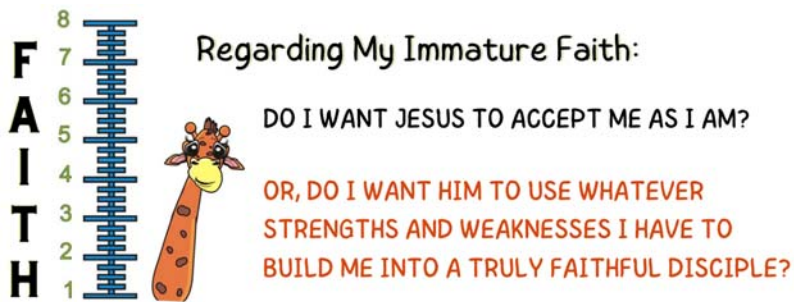 FAITH
8
7
6
5
4
3
2
1
Regarding My Immature Faith:
DO I WANT JESUS TO ACCEPT ME AS I AM?
OR, DO I WANT HIM TO USE WHATEVER
STRENGTHS AND WEAKNESSES I HAVE TO
BUILD ME INTO A TRULY FAITHFUL DISCIPLE?